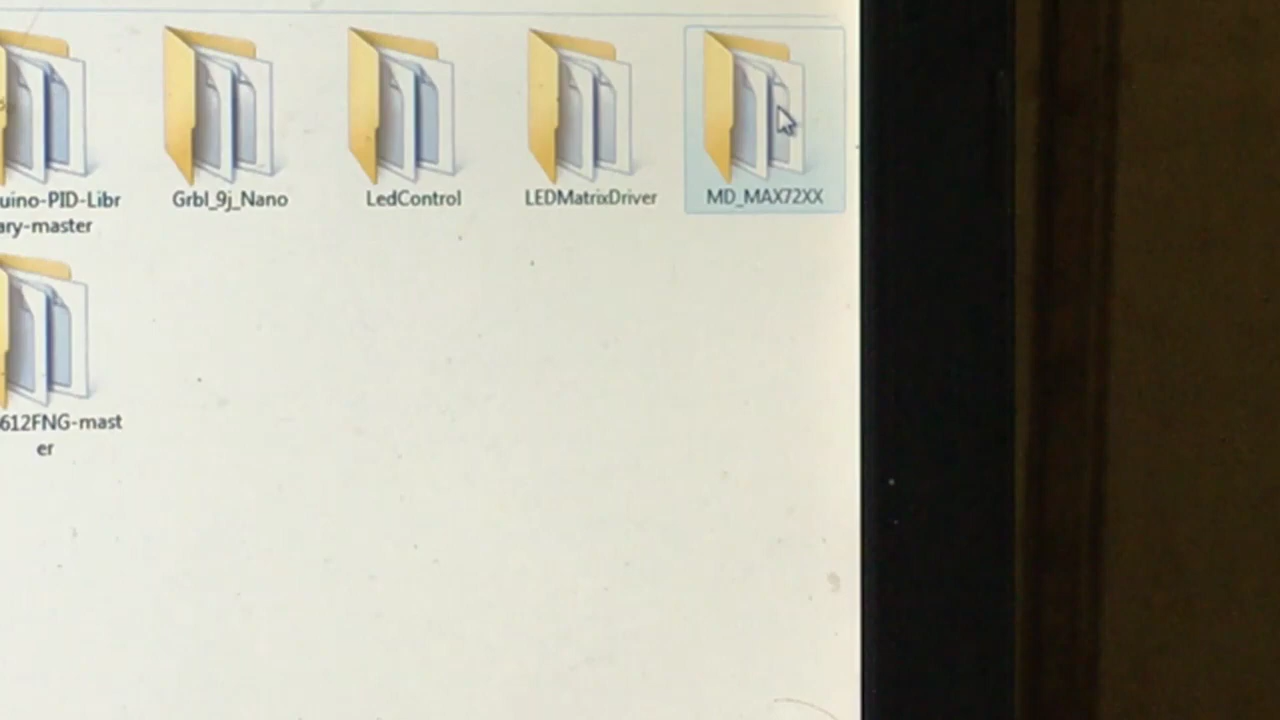 uino-PID-Libr
ary-master
Grbl_9j_Nano
LedControl
LEDMatrixDriver
MD_MAX72XX
612FNG-mast
er